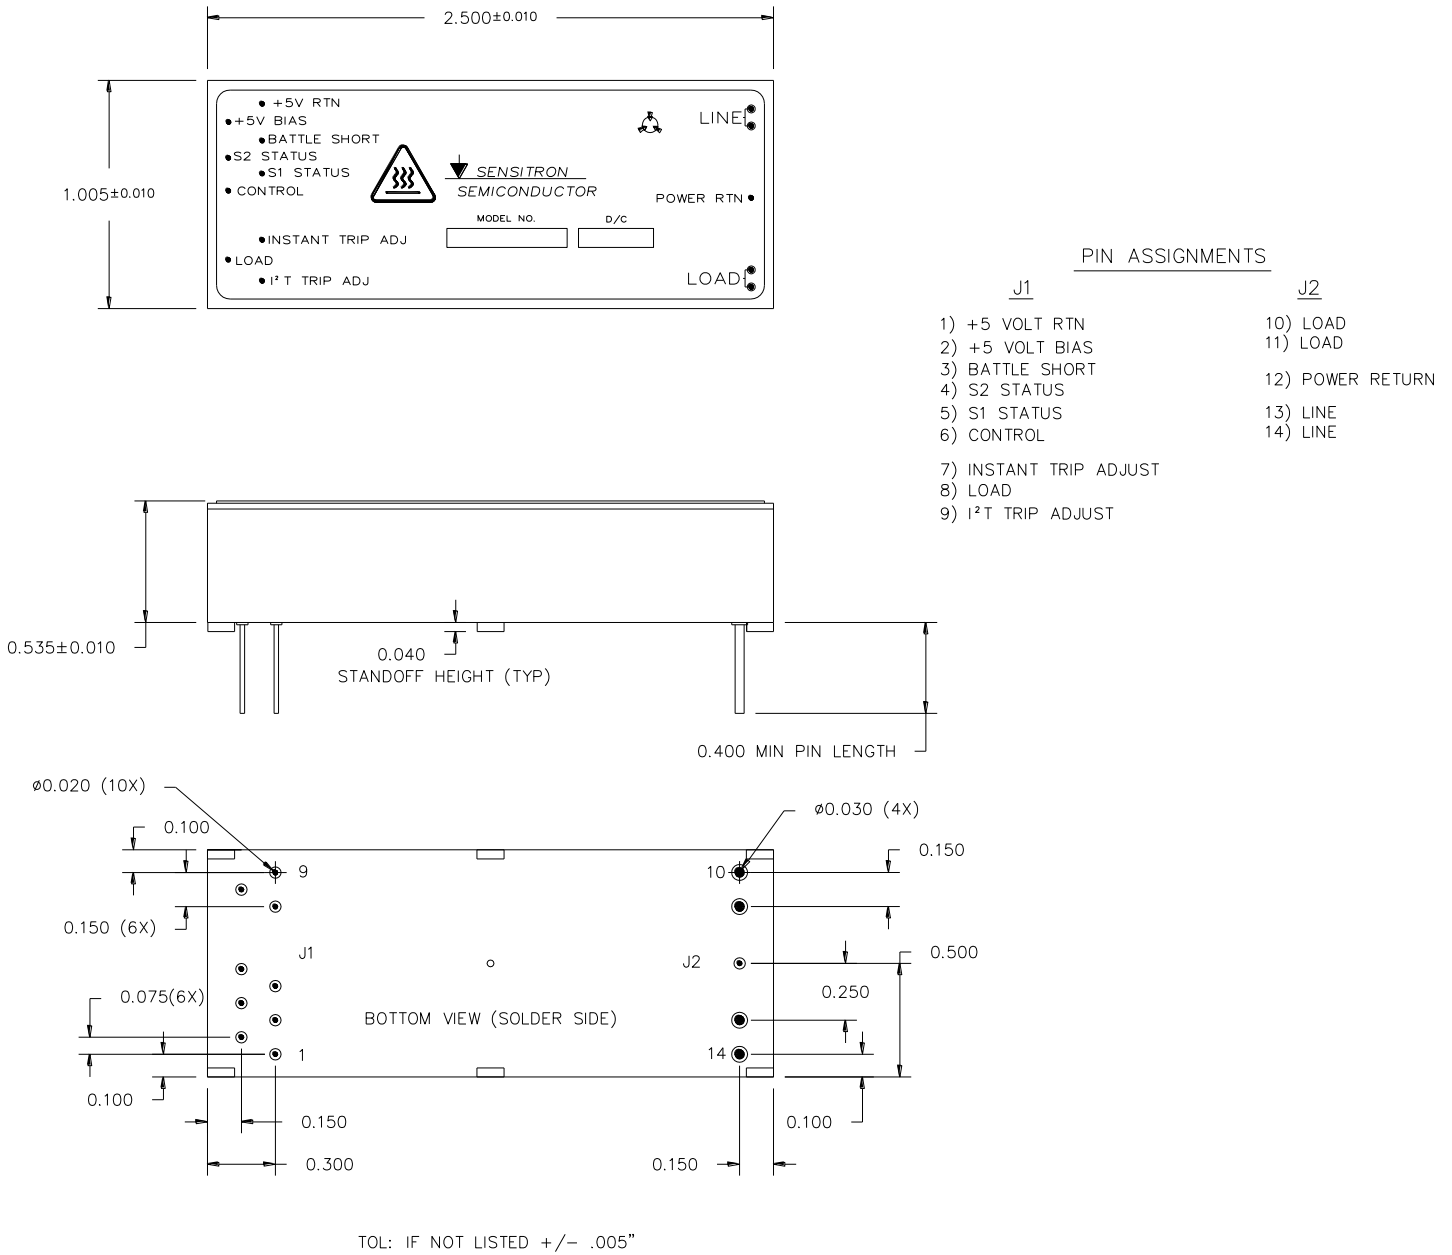 2.500±0.010
+5V RTN
+5V BIAS
BATTLE SHORT
S2 STATUS
S1 STATUS
CONTROL
INSTANT TRIP ADJ
LOAD
I²T TRIP ADJ
SENSITRON
SEMICONDUCTOR
MODEL NO.
D/C
LINE
POWER RTN
LOAD
1.005±0.010
PIN ASSIGNMENTS
J1
1) +5 VOLT RTN
2) +5 VOLT BIAS
3) BATTLE SHORT
4) S2 STATUS
5) S1 STATUS
6) CONTROL
7) INSTANT TRIP ADJUST
8) LOAD
9) I²T TRIP ADJUST
J2
10) LOAD
11) LOAD
12) POWER RETURN
13) LINE
14) LINE
0.535±0.010
0.040
STANDOFF HEIGHT (TYP)
0.400 MIN PIN LENGTH
ø0.020 (10X)
ø0.030 (4X)
0.100
0.150
9
10
0.150 (6X)
J1
J2
0.500
0.250
0.075(6X)
BOTTOM VIEW (SOLDER SIDE)
1
14
0.100
0.100
0.150
0.300
0.150
TOL: IF NOT LISTED +/- .005”